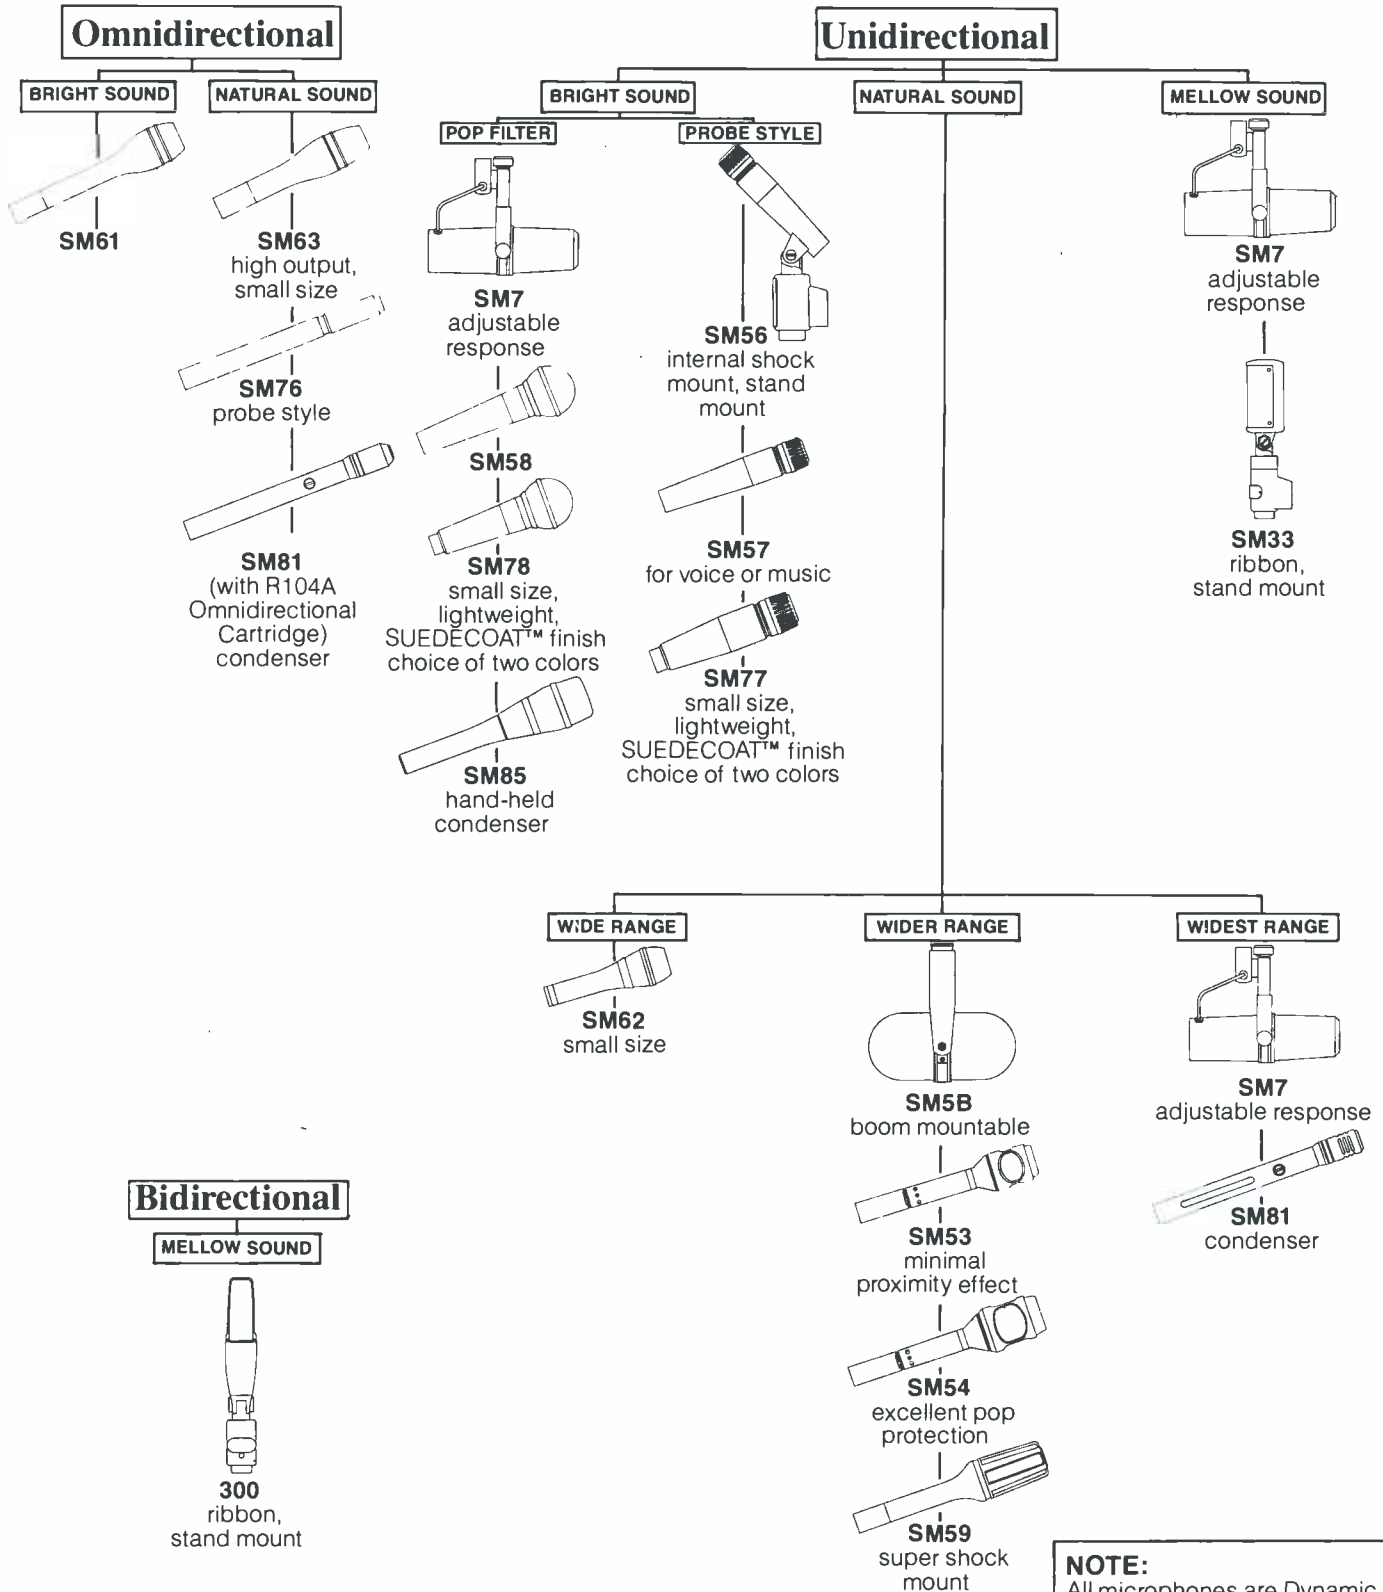 Omnidirectional
BRIGHT SOUND
SM61
NATURAL SOUND
SM63
high output,
small size
SM76
probe style
SM81
(with R104A
Omnidirectional
Cartridge)
condenser
Unidirectional
BRIGHT SOUND
POP FILTER
SM7
adjustable
response
SM58
SM78
small size,
lightweight,
SUEDECOAT™ finish
choice of two colors
SM85
hand-held
condenser
PROBE STYLE
SM56
internal shock
mount, stand
mount
SM57
for voice or music
SM77
small size,
lightweight,
SUEDECOAT™ finish
choice of two colors
NATURAL SOUND
WIDE RANGE
SM62
small size
WIDER RANGE
SM5B
boom mountable
SM53
minimal
proximity effect
SM54
excellent pop
protection
SM59
super shock
mount
WIDEST RANGE
SM7
adjustable response
SM81
condenser
MELLOW SOUND
SM7
adjustable
response
SM33
ribbon,
stand mount
Bidirectional
MELLOW SOUND
300
ribbon,
stand mount
NOTE:
All microphones are Dynamic